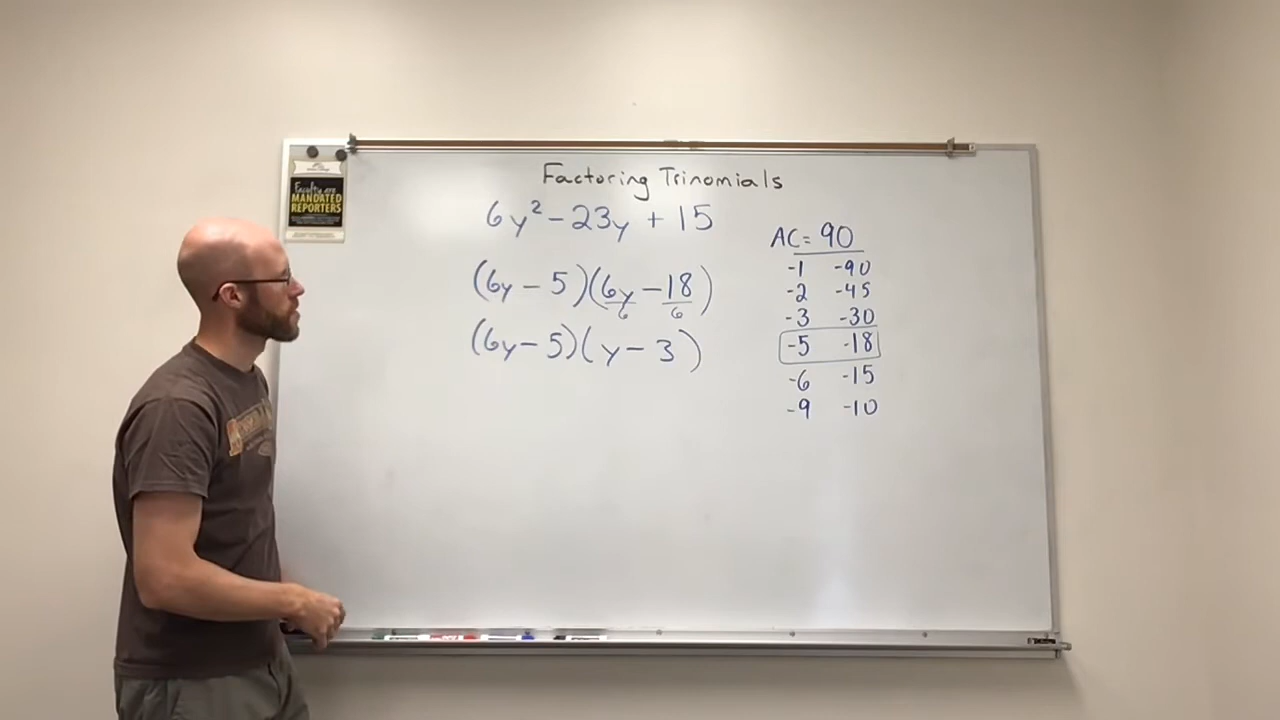 Factoring Trinomials
6y² - 23y + 15
(6y - 5)(6y/6 - 18/6)
(6y - 5)(y - 3)
AC = 90
-1 -90
-2 -45
-3 -30
-5 -18
-6 -15
-9 -10
Faculty are
MANDATED
REPORTERS